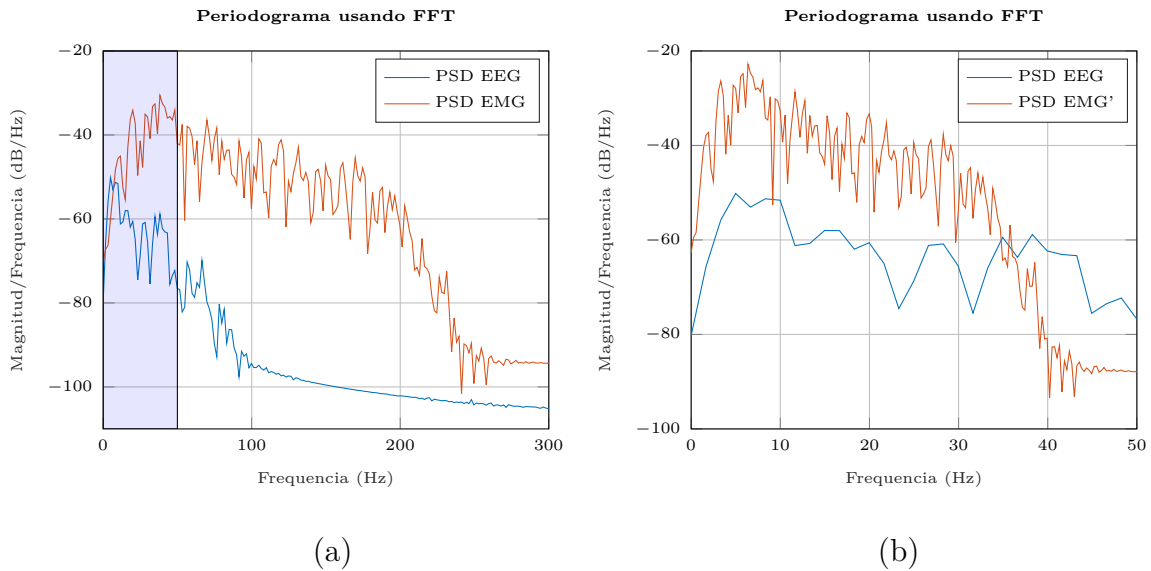 Periodograma usando FFT
−20
−40
−60
−80
−100
0
100
200
300
Magnitud/Frequencia (dB/Hz)
Frequencia (Hz)
PSD EEG
PSD EMG
(a)
Periodograma usando FFT
−20
−40
−60
−80
−100
0
10
20
30
40
50
Magnitud/Frequencia (dB/Hz)
Frequencia (Hz)
PSD EEG
PSD EMG'
(b)